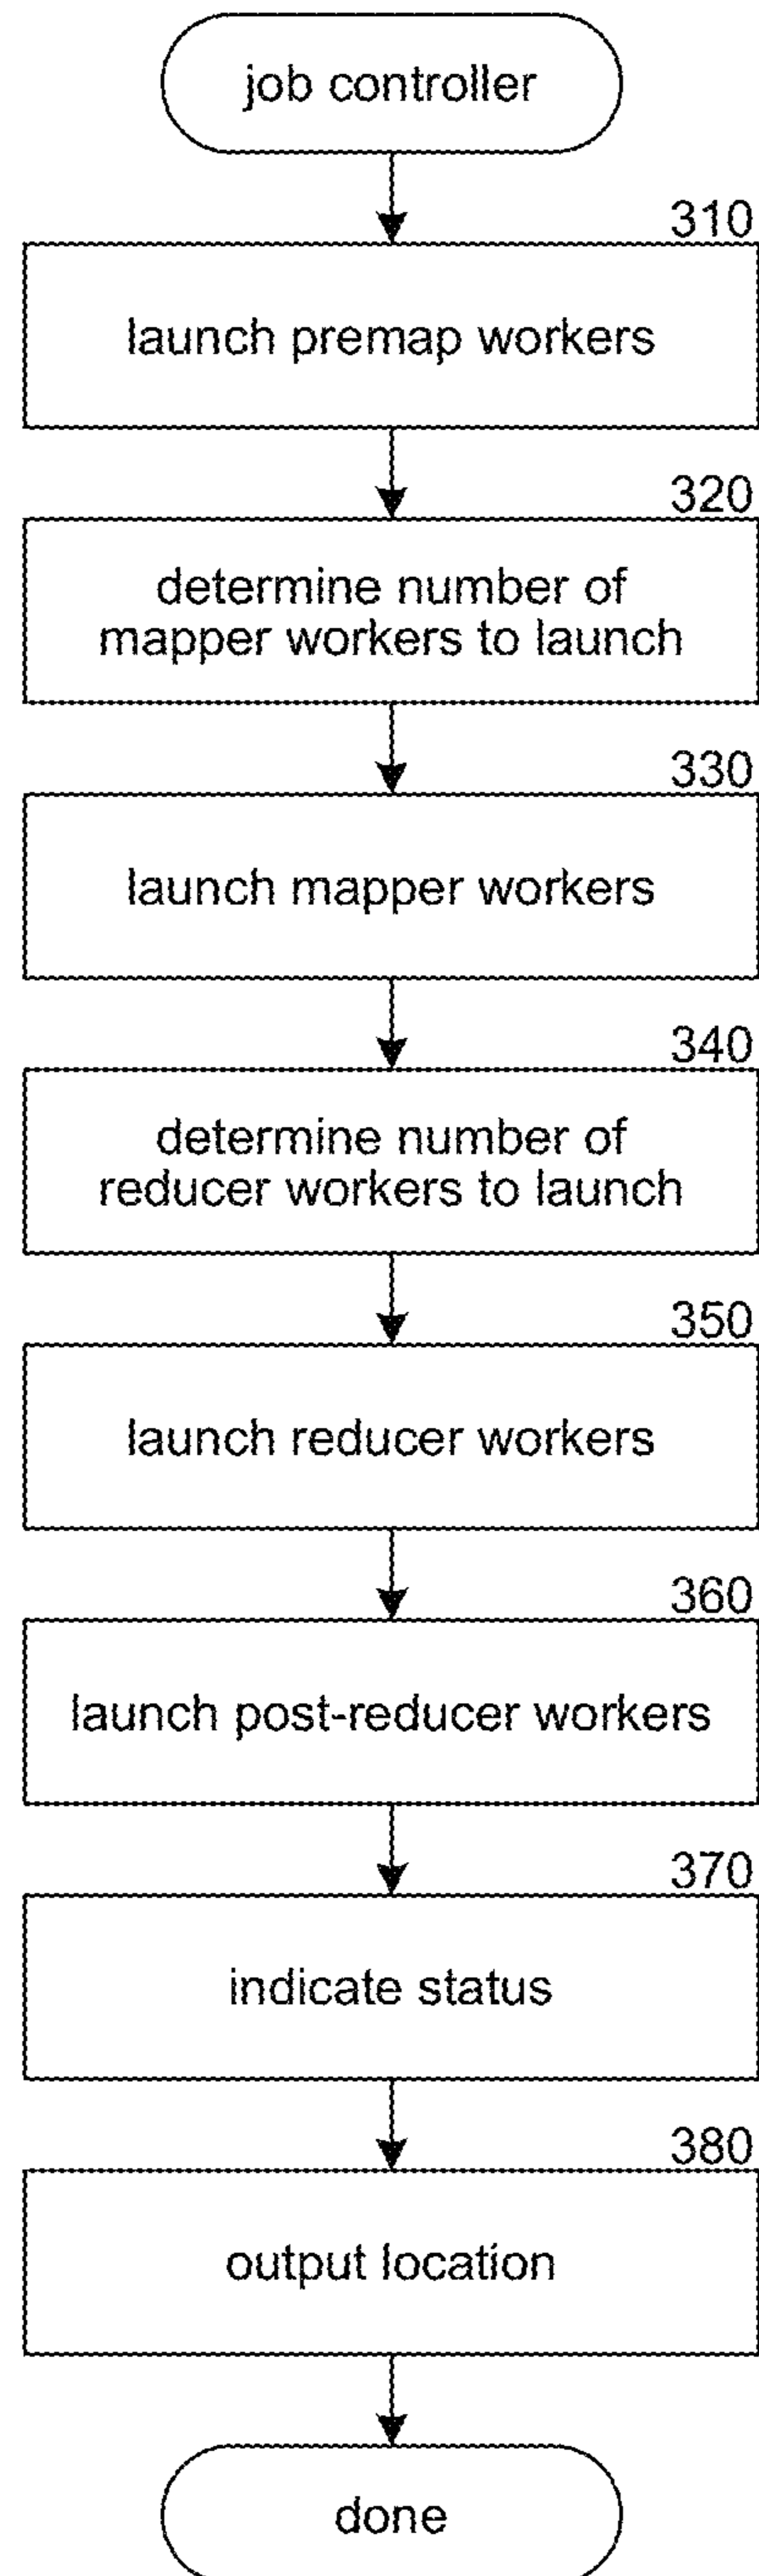 job controller
310
launch premap workers
320
determine number of
mapper workers to launch
330
launch mapper workers
340
determine number of
reducer workers to launch
350
launch reducer workers
360
launch post-reducer workers
370
indicate status
380
output location
done